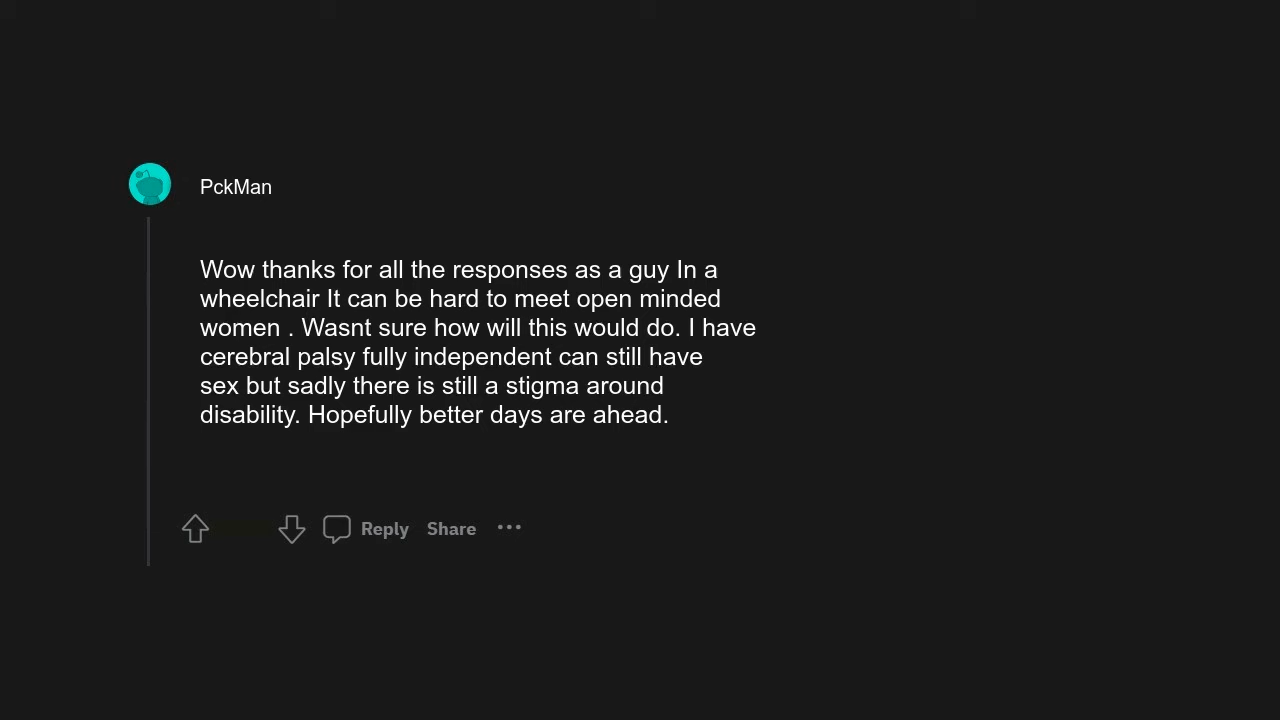 PckMan
Wow thanks for all the responses as a guy In a
wheelchair It can be hard to meet open minded
women . Wasnt sure how will this would do. I have
cerebral palsy fully independent can still have
sex but sadly there is still a stigma around
disability. Hopefully better days are ahead.
Reply Share